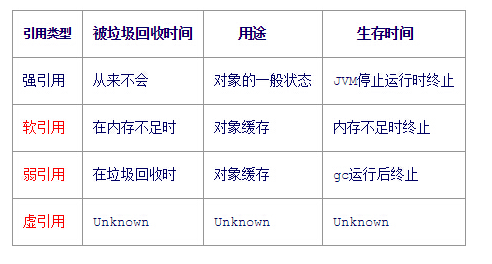 引用类型 被垃圾回收时间 用途 生存时间
强引用 从来不会 对象的一般状态 JVM停止运行时终止
软引用 在内存不足时 对象缓存 内存不足时终止
弱引用 在垃圾回收时 对象缓存 gc运行后终止
虚引用 Unknown Unknown Unknown